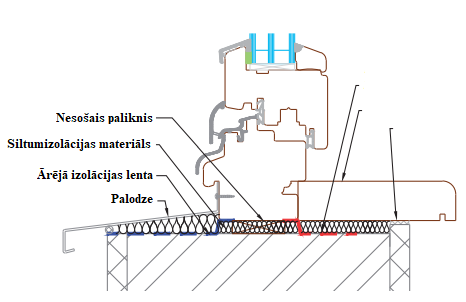 Nesošais paliknis
Siltumizolācijas materiāls
Ārējā izolācijas lenta
Palodze